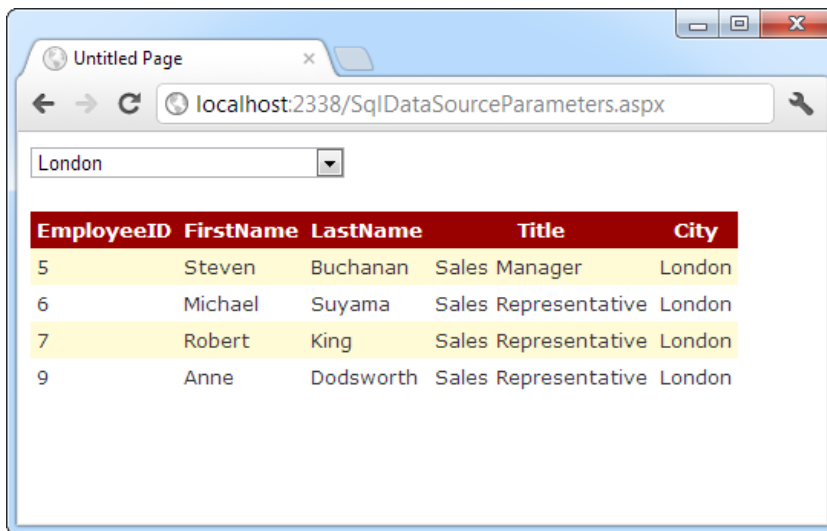 Untitled Page
localhost:2338/SqlDataSourceParameters.aspx
London
EmployeeID FirstName LastName Title City
5 Steven Buchanan Sales Manager London
6 Michael Suyama Sales Representative London
7 Robert King Sales Representative London
9 Anne Dodsworth Sales Representative London